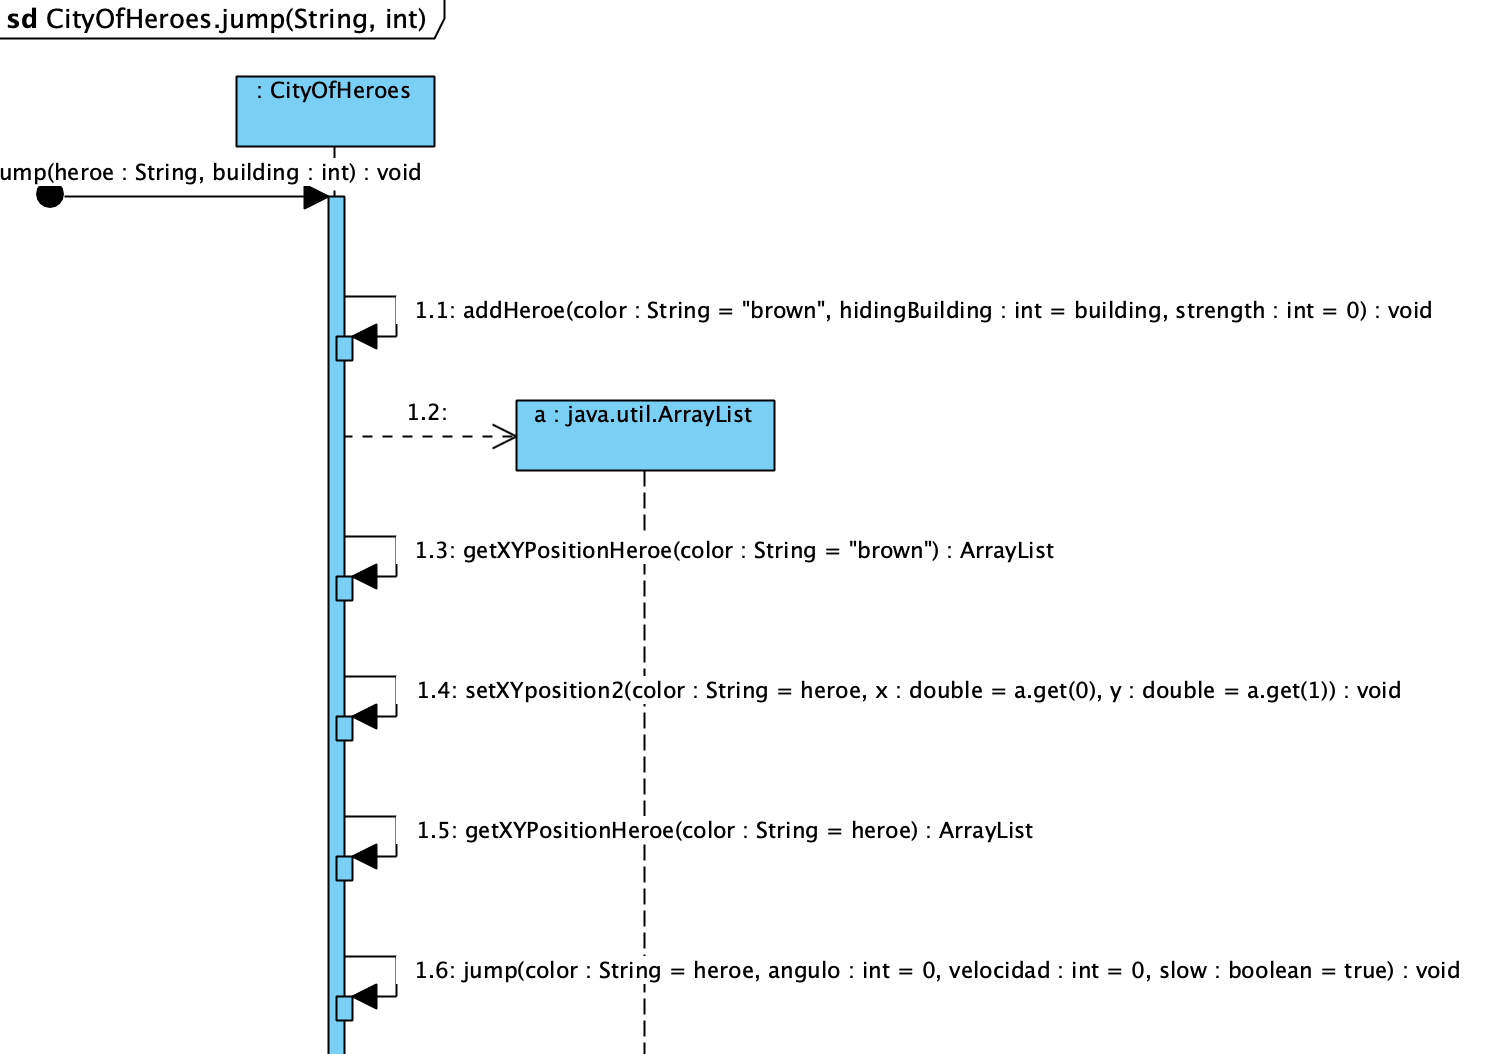 sd CityOfHeroes.jump(String, int)
: CityOfHeroes
ump(heroe : String, building : int) : void
1.1: addHeroe(color : String = "brown", hidingBuilding : int = building, strength : int = 0) : void
1.2:
a : java.util.ArrayList
1.3: getXYPositionHeroe(color : String = "brown") : ArrayList
1.4: setXYposition2(color : String = heroe, x : double = a.get(0), y : double = a.get(1)) : void
1.5: getXYPositionHeroe(color : String = heroe) : ArrayList
1.6: jump(color : String = heroe, angulo : int = 0, velocidad : int = 0, slow : boolean = true) : void